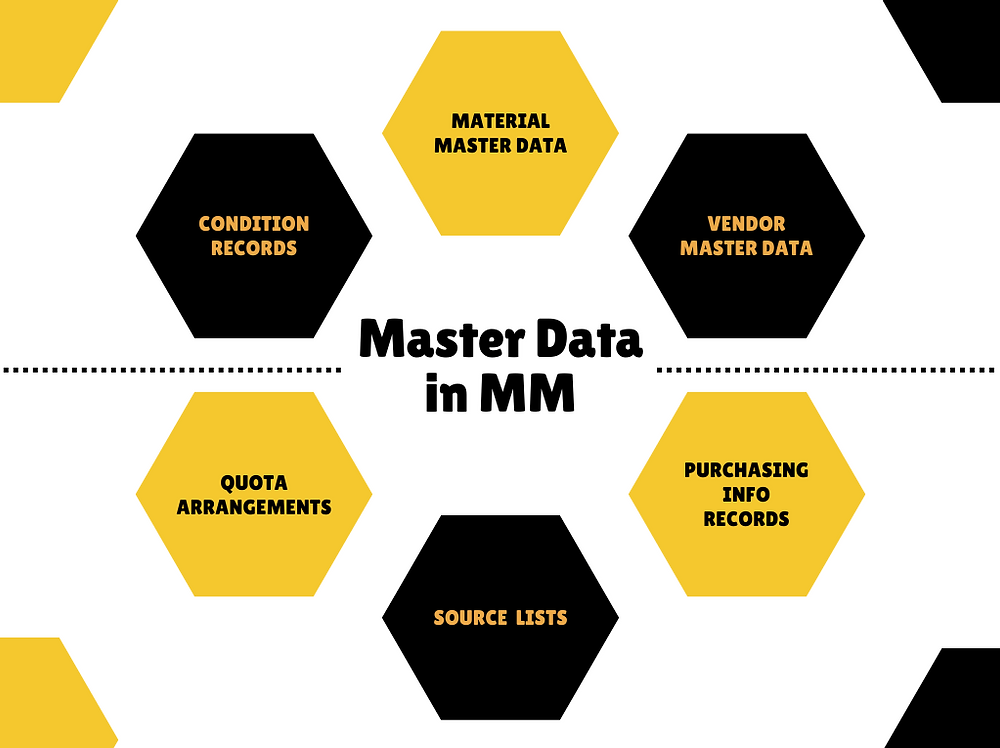 MATERIAL
MASTER DATA
CONDITION
RECORDS
VENDOR
MASTER DATA
Master Data
in MM
QUOTA
ARRANGEMENTS
PURCHASING
INFO
RECORDS
SOURCE LISTS